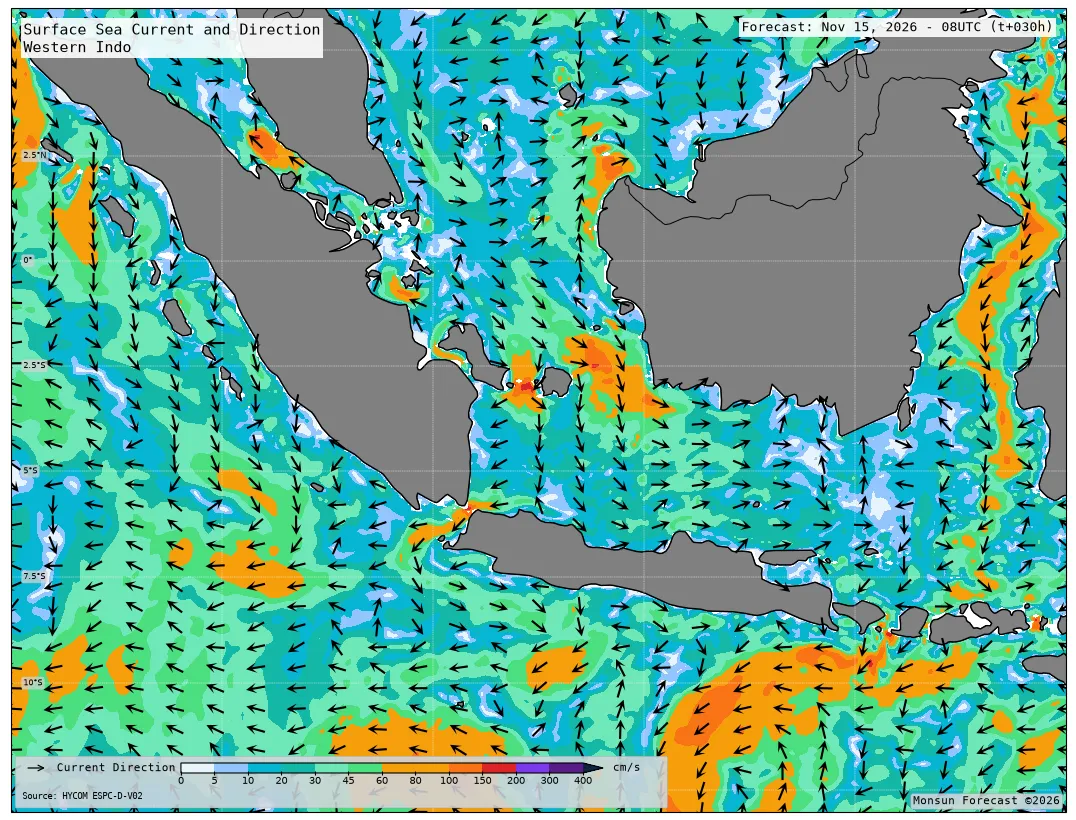 Surface Sea Current and Direction
Western Indo
Forecast: Nov 15, 2026 - 08UTC (t+030h)
2.5°N
0°
2.5°S
5°S
7.5°S
10°S
Current Direction
0 5 10 20 30 45 60 80 100 150 200 300 400 cm/s
Source: HYCOM ESPC-D-V02
Monsun Forecast ©2026